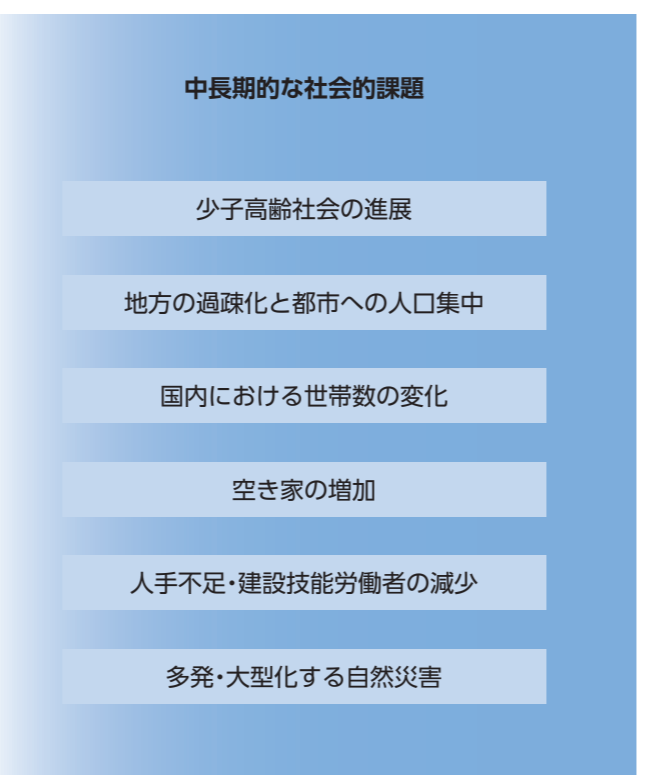 中長期的な社会的課題
少子高齢社会の進展
地方の過疎化と都市への人口集中
国内における世帯数の変化
空き家の増加
人手不足・建設技能労働者の減少
多発・大型化する自然災害